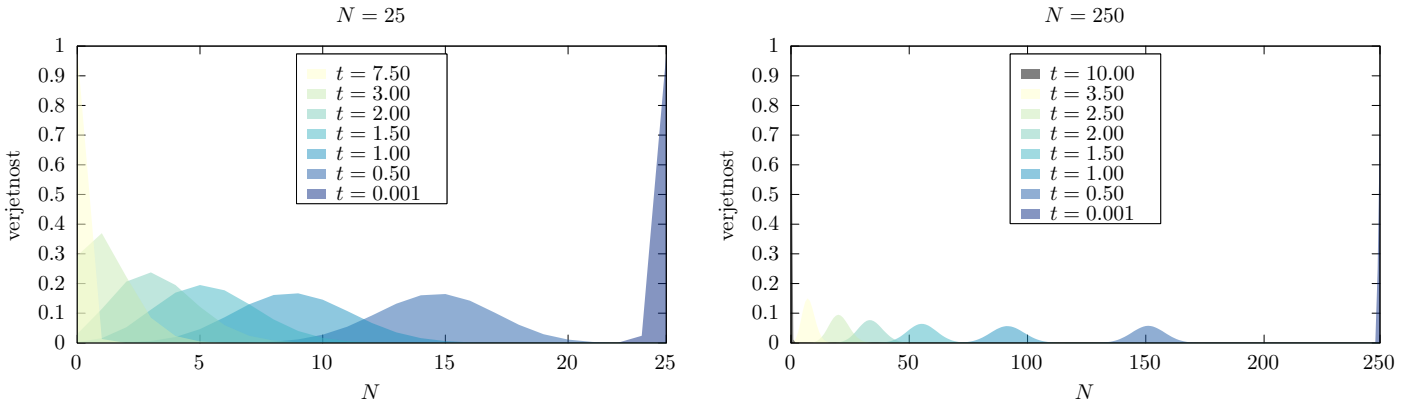 N = 25
verjetnost
1
0.9
0.8
0.7
0.6
0.5
0.4
0.3
0.2
0.1
0
t = 7.50
t = 3.00
t = 2.00
t = 1.50
t = 1.00
t = 0.50
t = 0.001
0 5 10 15 20 25
N
N = 250
verjetnost
1
0.9
0.8
0.7
0.6
0.5
0.4
0.3
0.2
0.1
0
t = 10.00
t = 3.50
t = 2.50
t = 2.00
t = 1.50
t = 1.00
t = 0.50
t = 0.001
0 50 100 150 200 250
N